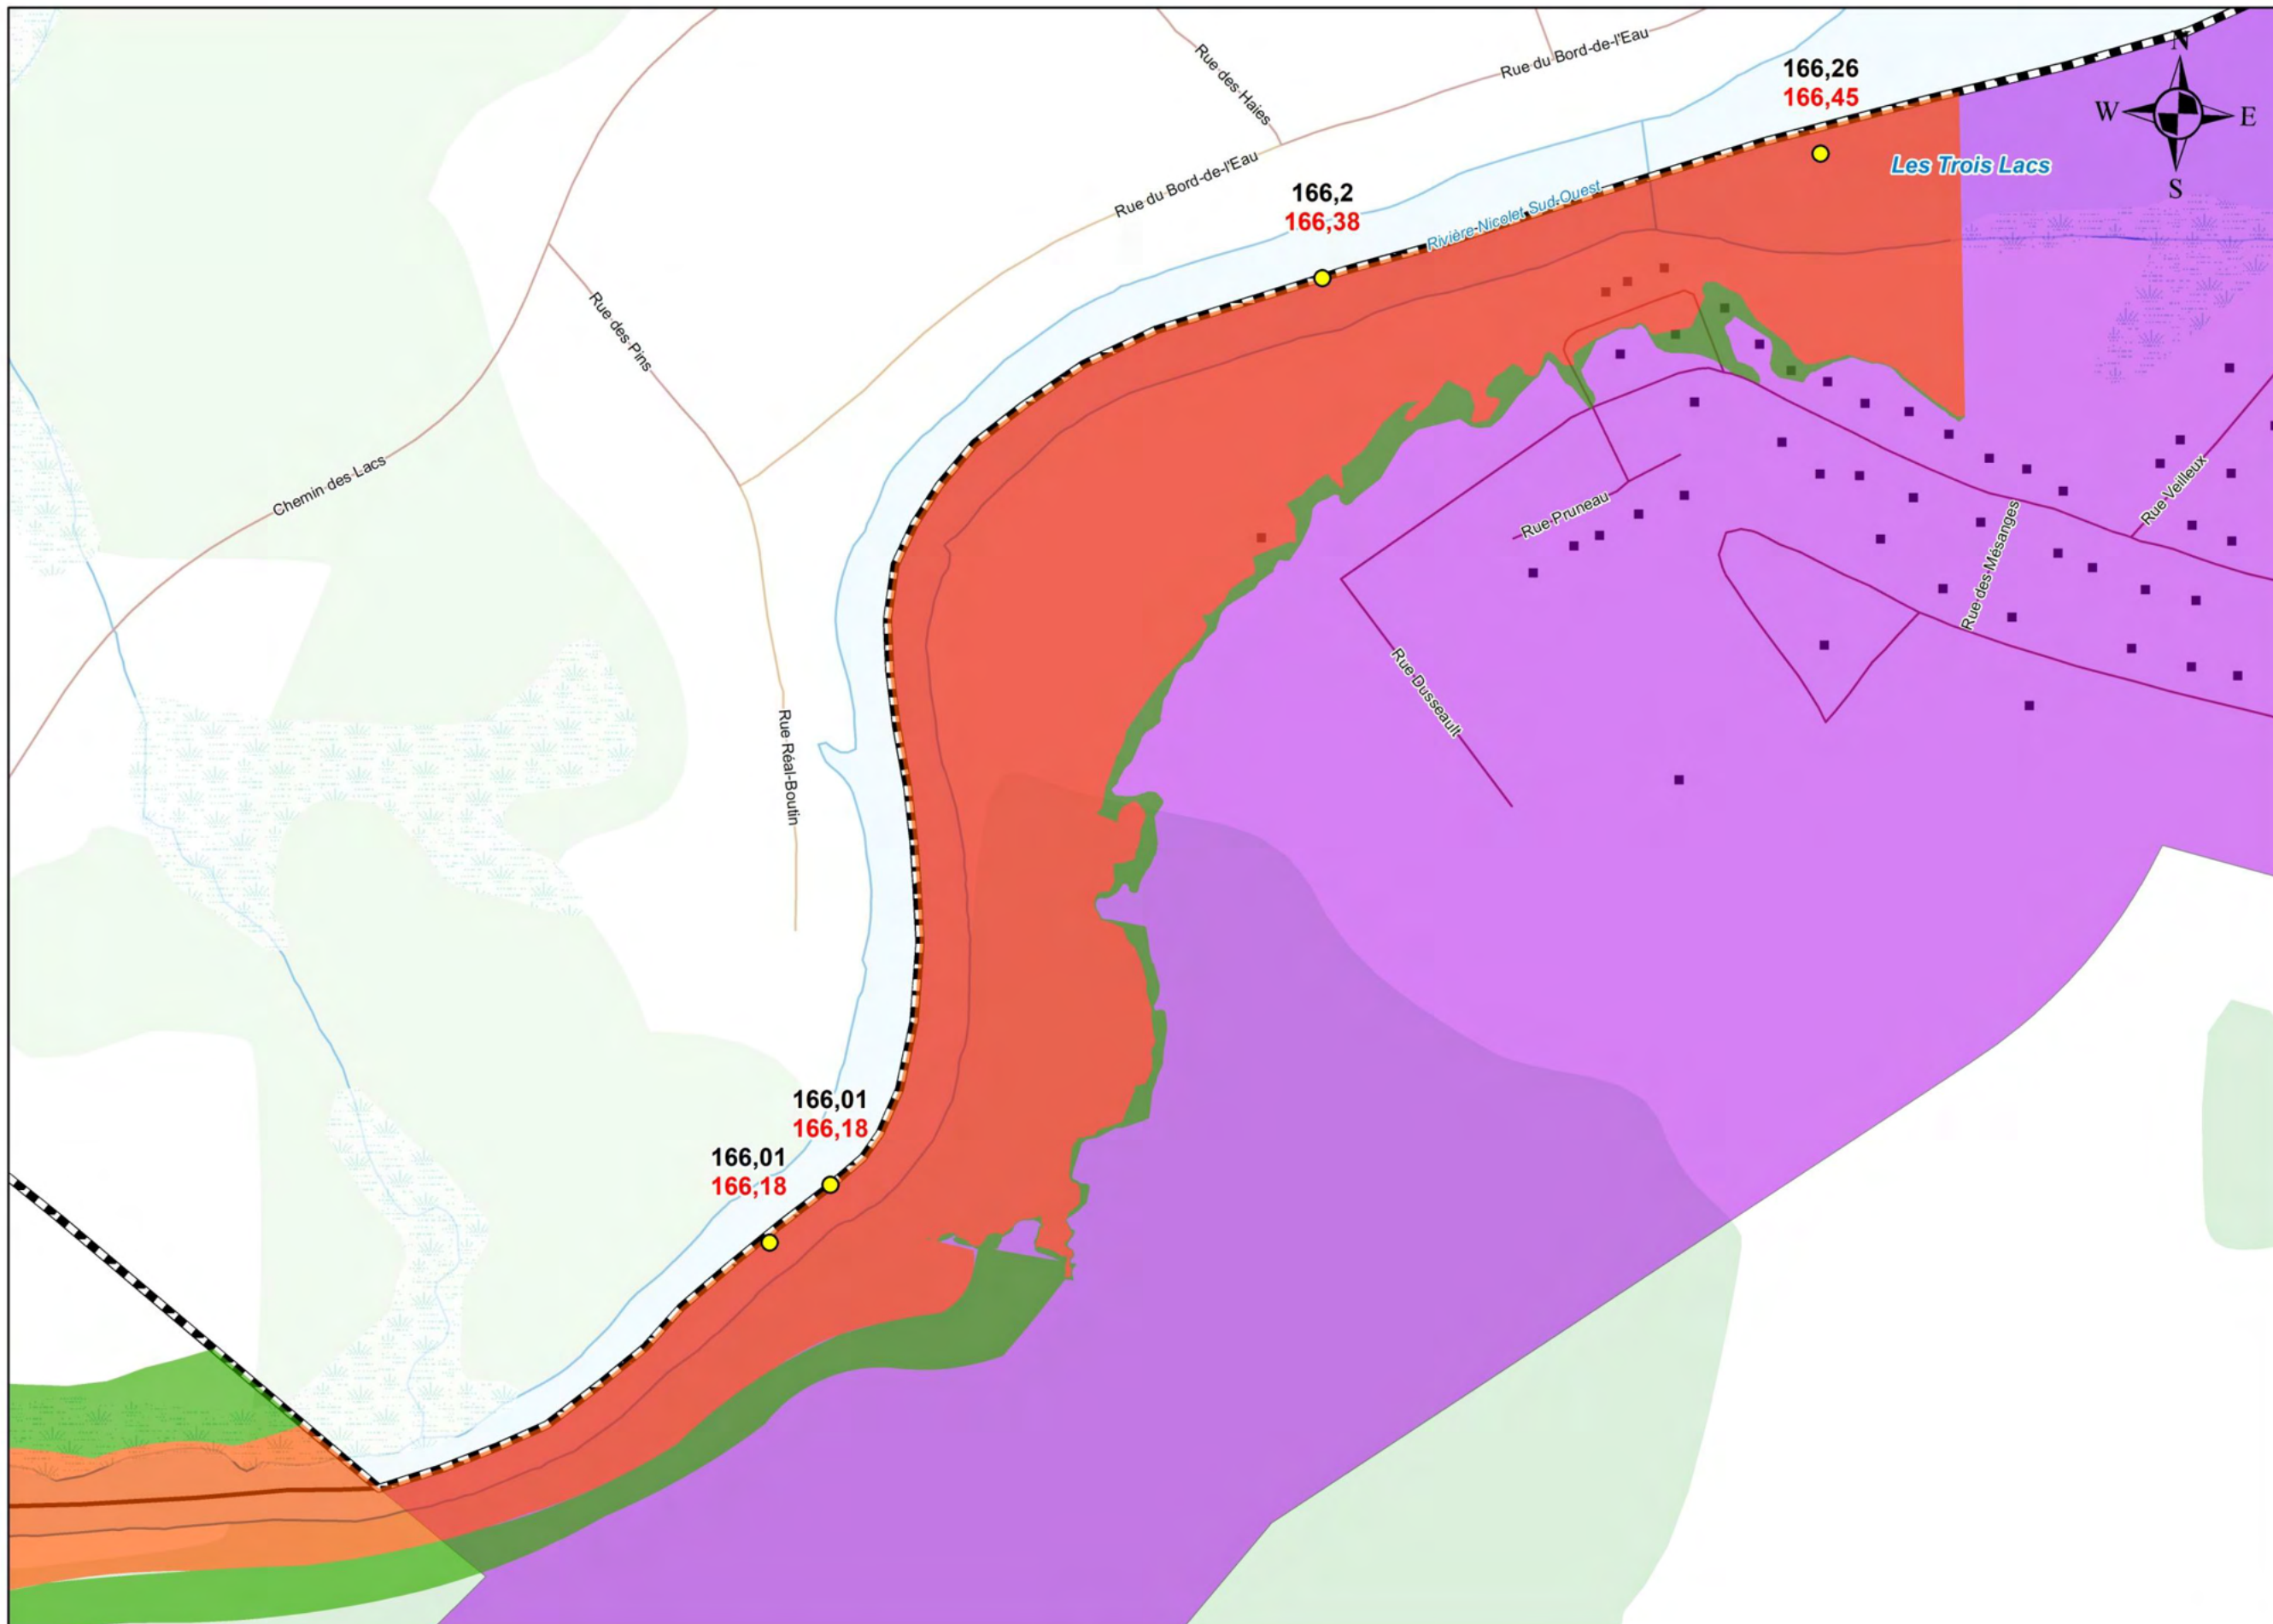 Rue des Haies
Rue du Bord-de-l'Eau
166,26
166,45
N
W
E
S
Les Trois Lacs
Rue du Bord-de-l'Eau
166,2
166,38
Rivière Nicolet Sud-Ouest
Rue des Pins
Chemin des Lacs
Rue Pruneau
Rue Veilleux
Rue des Mésanges
Rue Dusseault
Rue Réal-Boutin
166,01
166,18
166,01
166,18